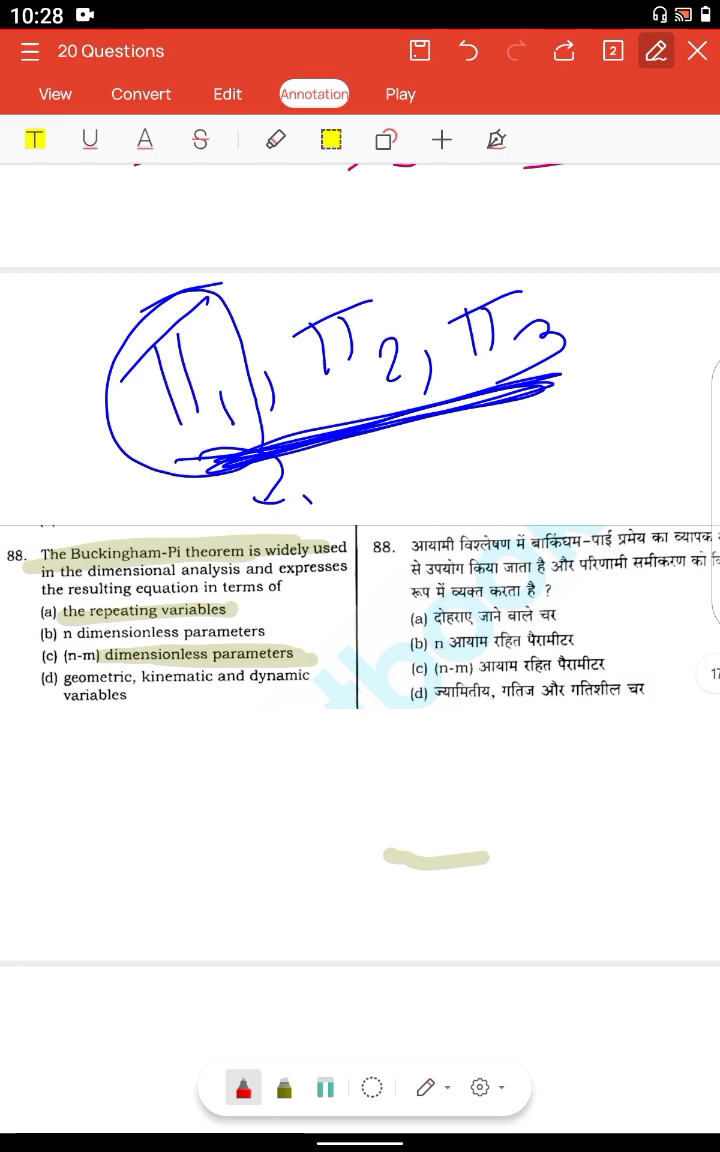 10:28
20 Questions
2
View Convert Edit Annotation Play
T U A S
π₁, π₂, π₃
88. The Buckingham-Pi theorem is widely used
in the dimensional analysis and expresses
the resulting equation in terms of
(a) the repeating variables
(b) n dimensionless parameters
(c) (n-m) dimensionless parameters
(d) geometric, kinematic and dynamic
variables
88. आयामी विश्लेषण में बाकिंघम-पाई प्रमेय का व्यापक
से उपयोग किया जाता है और परिणामी समीकरण को
रूप में व्यक्त करता है ?
(a) दोहराए जाने वाले चर
(b) n आयाम रहित पैरामीटर
(c) (n-m) आयाम रहित पैरामीटर
(d) ज्यामितीय, गतिज और गतिशील चर
17